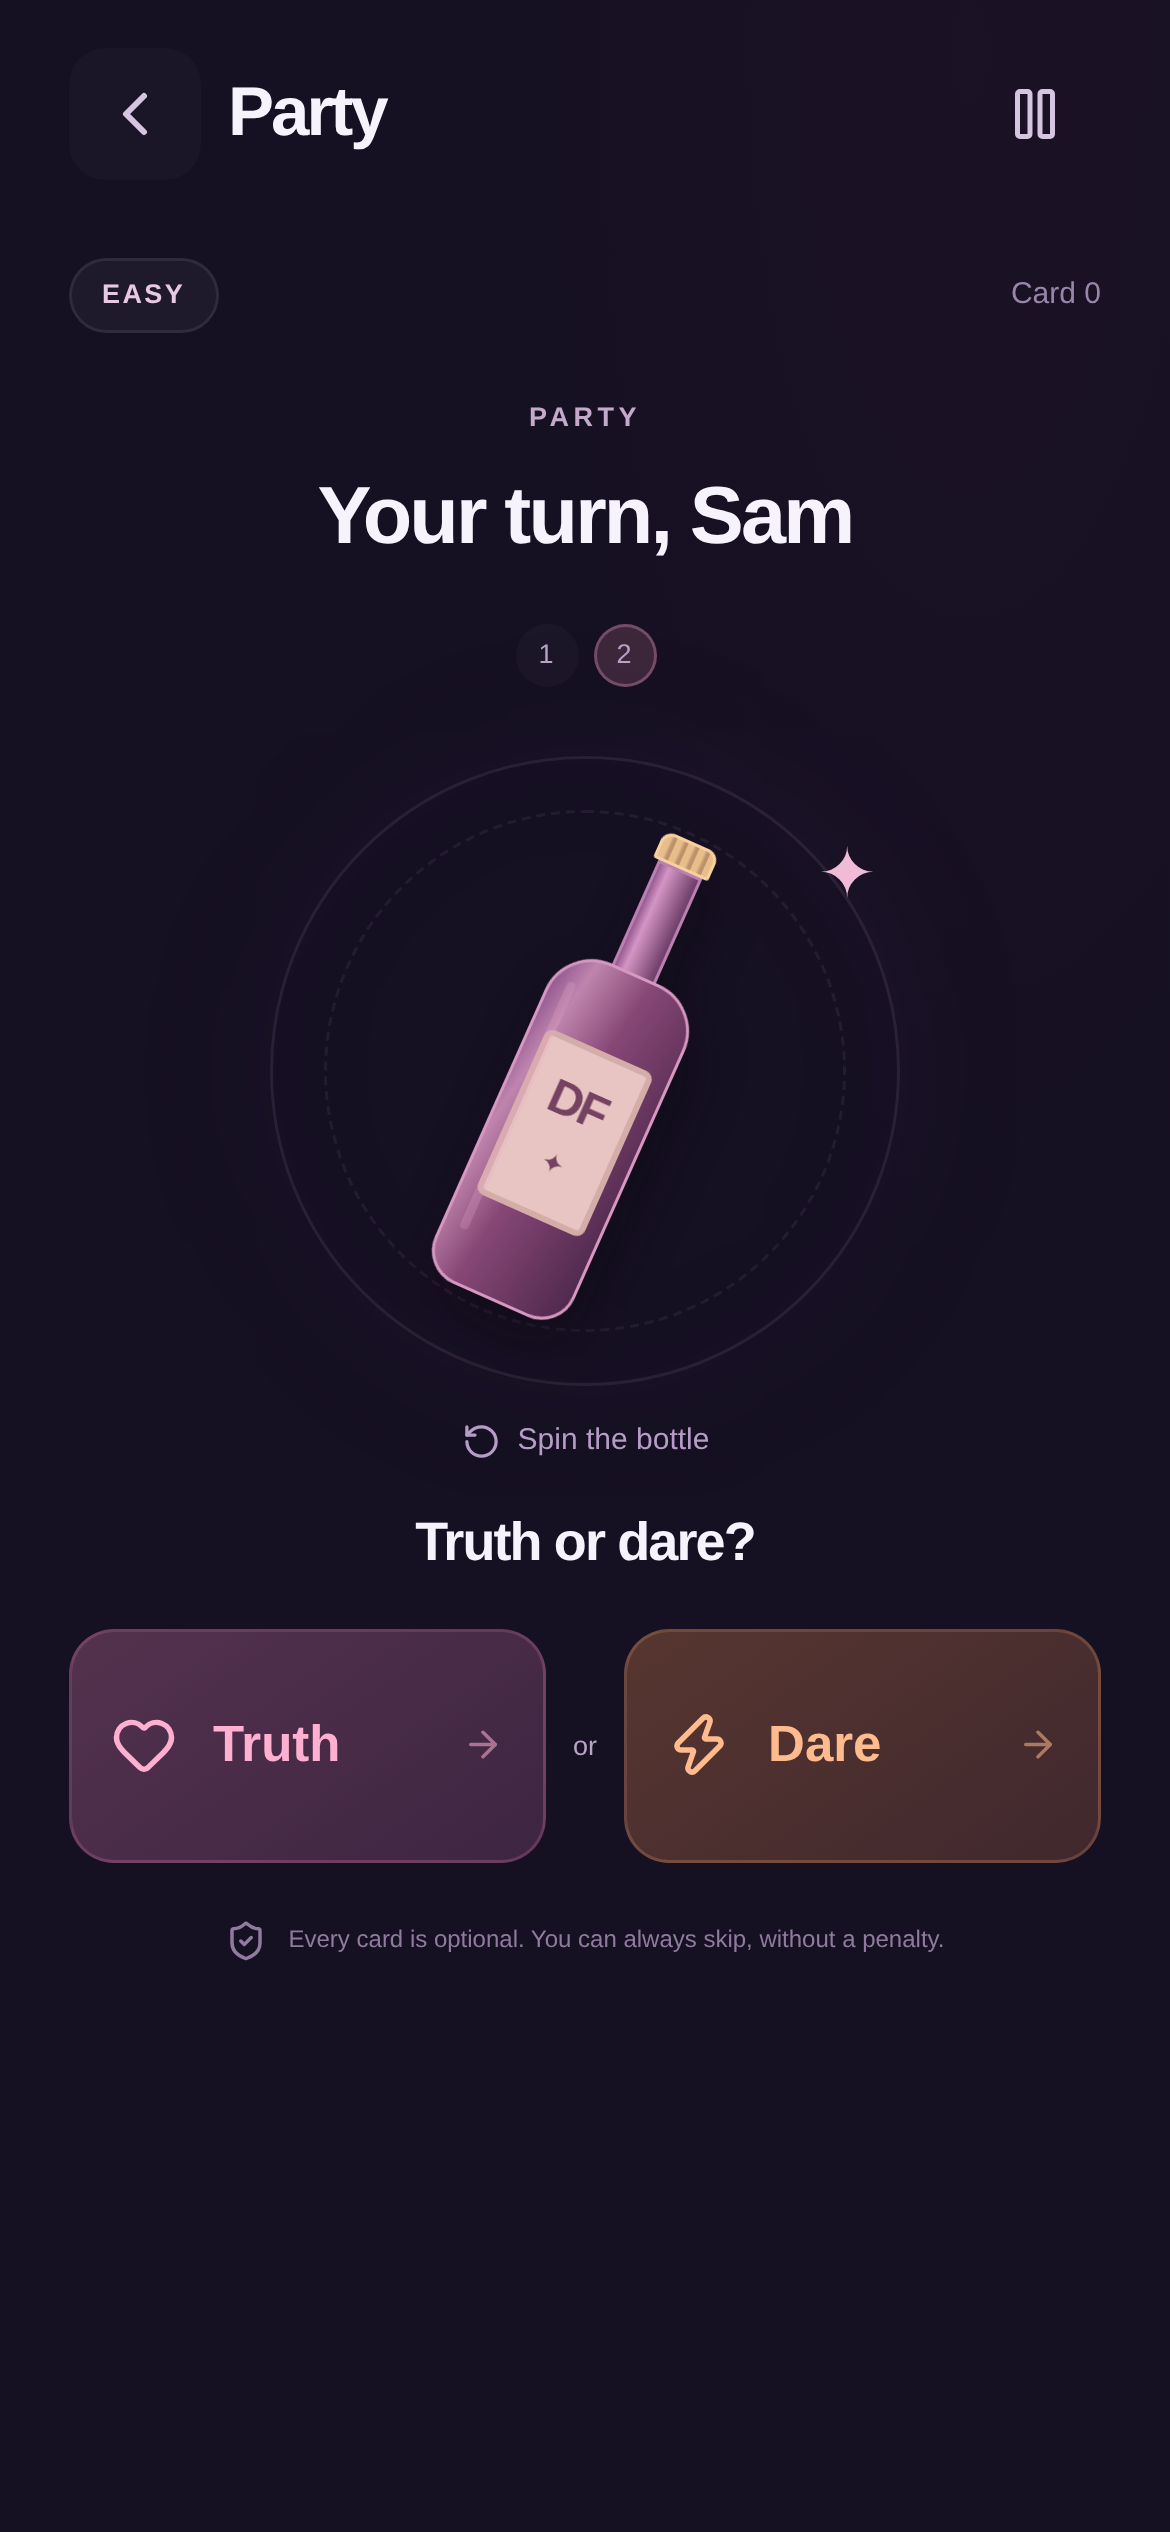 Party
EASY
Card 0
PARTY
Your turn, Sam
1 2
DF
Spin the bottle
Truth or dare?
Truth or Dare
Every card is optional. You can always skip, without a penalty.